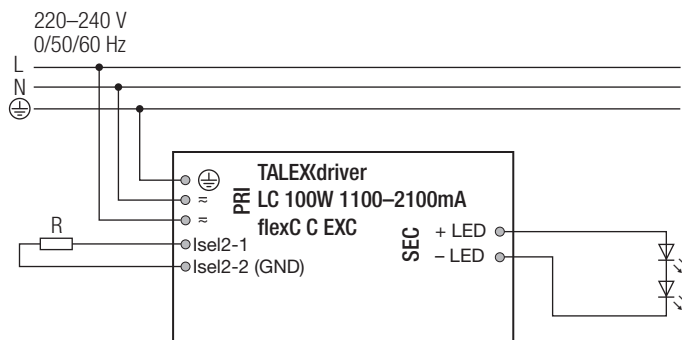 220–240 V
0/50/60 Hz
L
N
TALEXXdriver
LC 100W 1100–2100mA
flexC C EXC
PRI
≂
≂
R
Isel2-1
Isel2-2 (GND)
SEC
+ LED
– LED